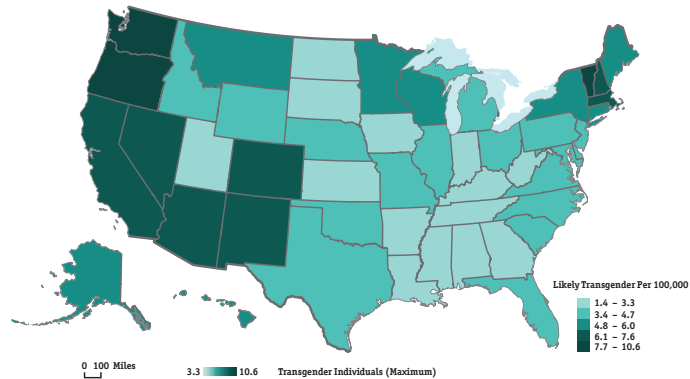 Likely Transgender Per 100,000
1.4 – 3.3
3.4 – 4.7
4.8 – 6.0
6.1 – 7.6
7.7 – 10.6
0 100 Miles
3.3 10.6 Transgender Individuals (Maximum)